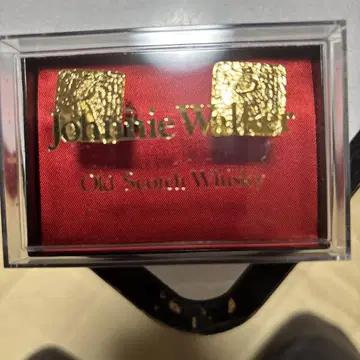 Johnnie Walker
Old Scotch Whisky